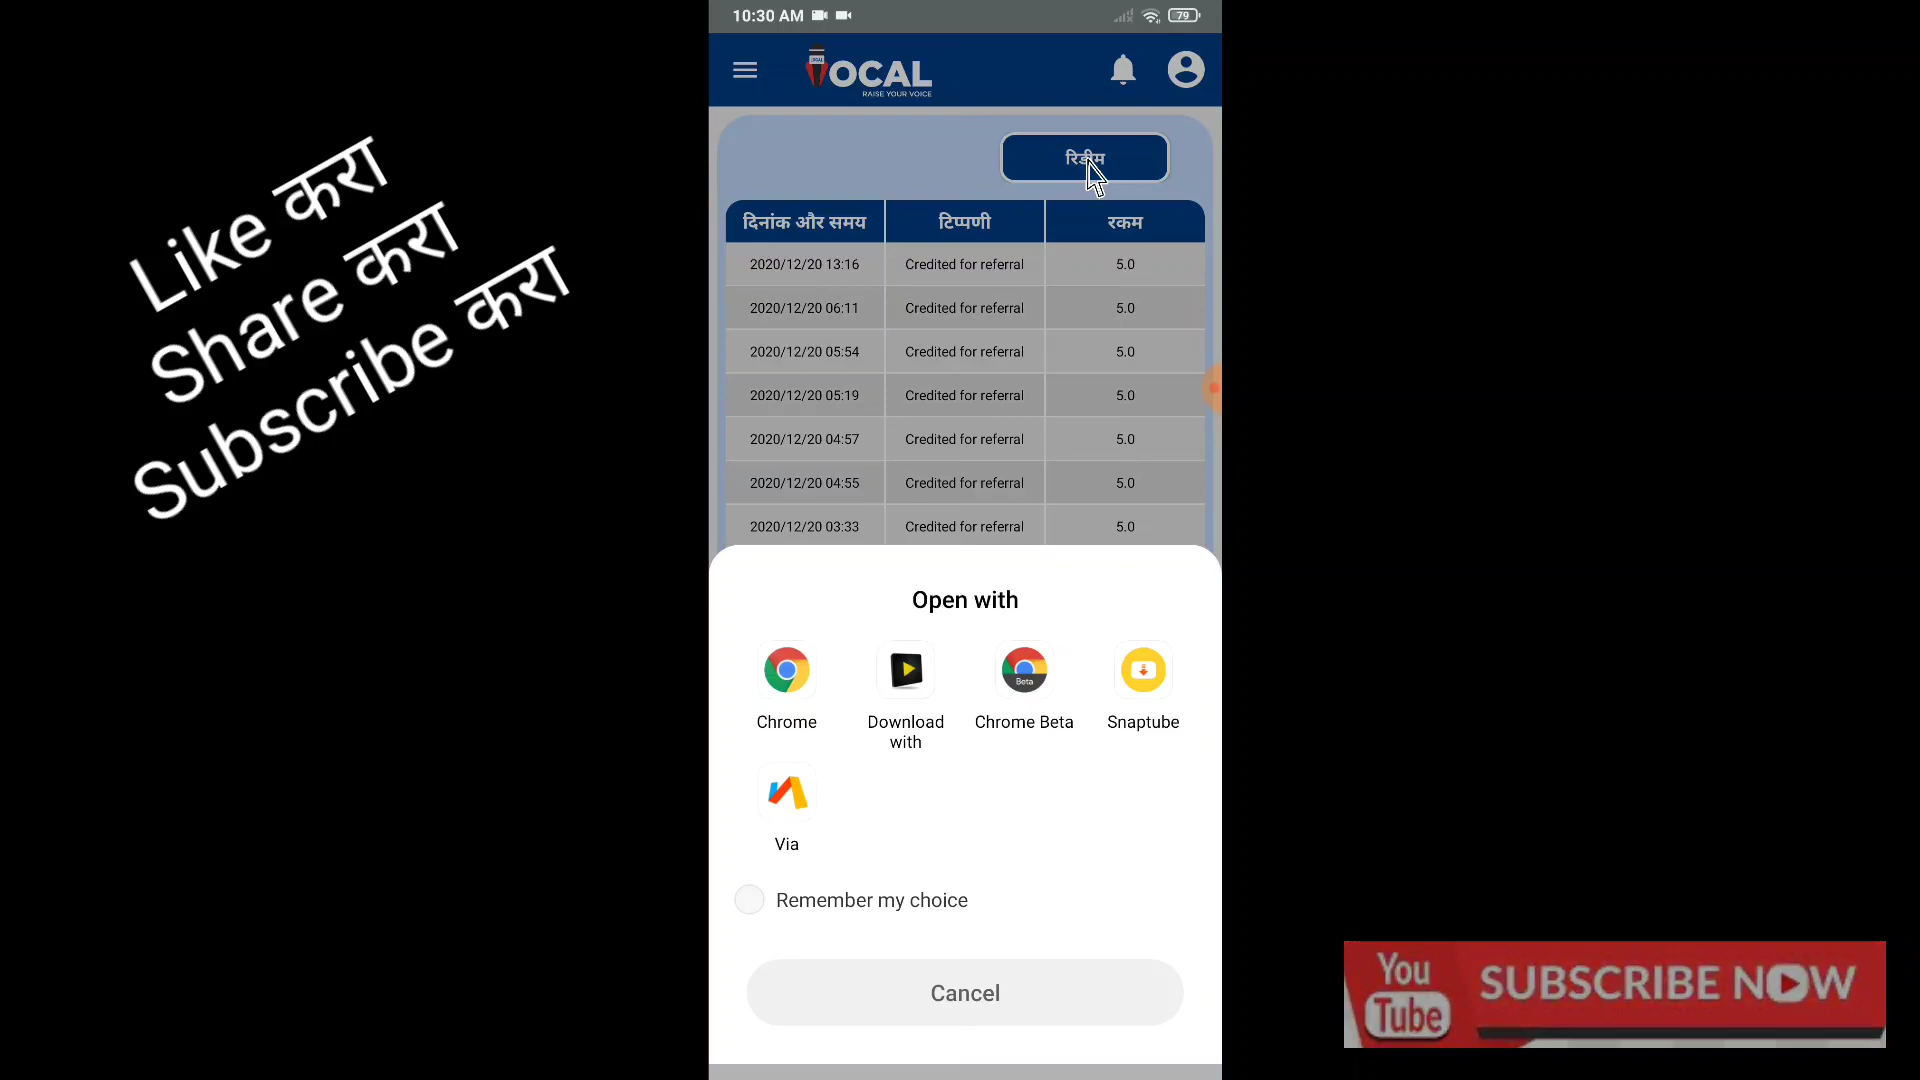 10:30 AM
79
LOCAL
VOCAL
RAISE YOUR VOICE
Like करा
Share करा
Subscribe करा
रिडीम
दिनांक और समय टिप्पणी रकम
2020/12/20 13:16 Credited for referral 5.0
2020/12/20 06:11 Credited for referral 5.0
2020/12/20 05:54 Credited for referral 5.0
2020/12/20 05:19 Credited for referral 5.0
2020/12/20 04:57 Credited for referral 5.0
2020/12/20 04:55 Credited for referral 5.0
2020/12/20 03:33 Credited for referral 5.0
Open with
Beta
Chrome Download with Chrome Beta Snaptube
Via
Remember my choice
Cancel
You Tube SUBSCRIBE NOW